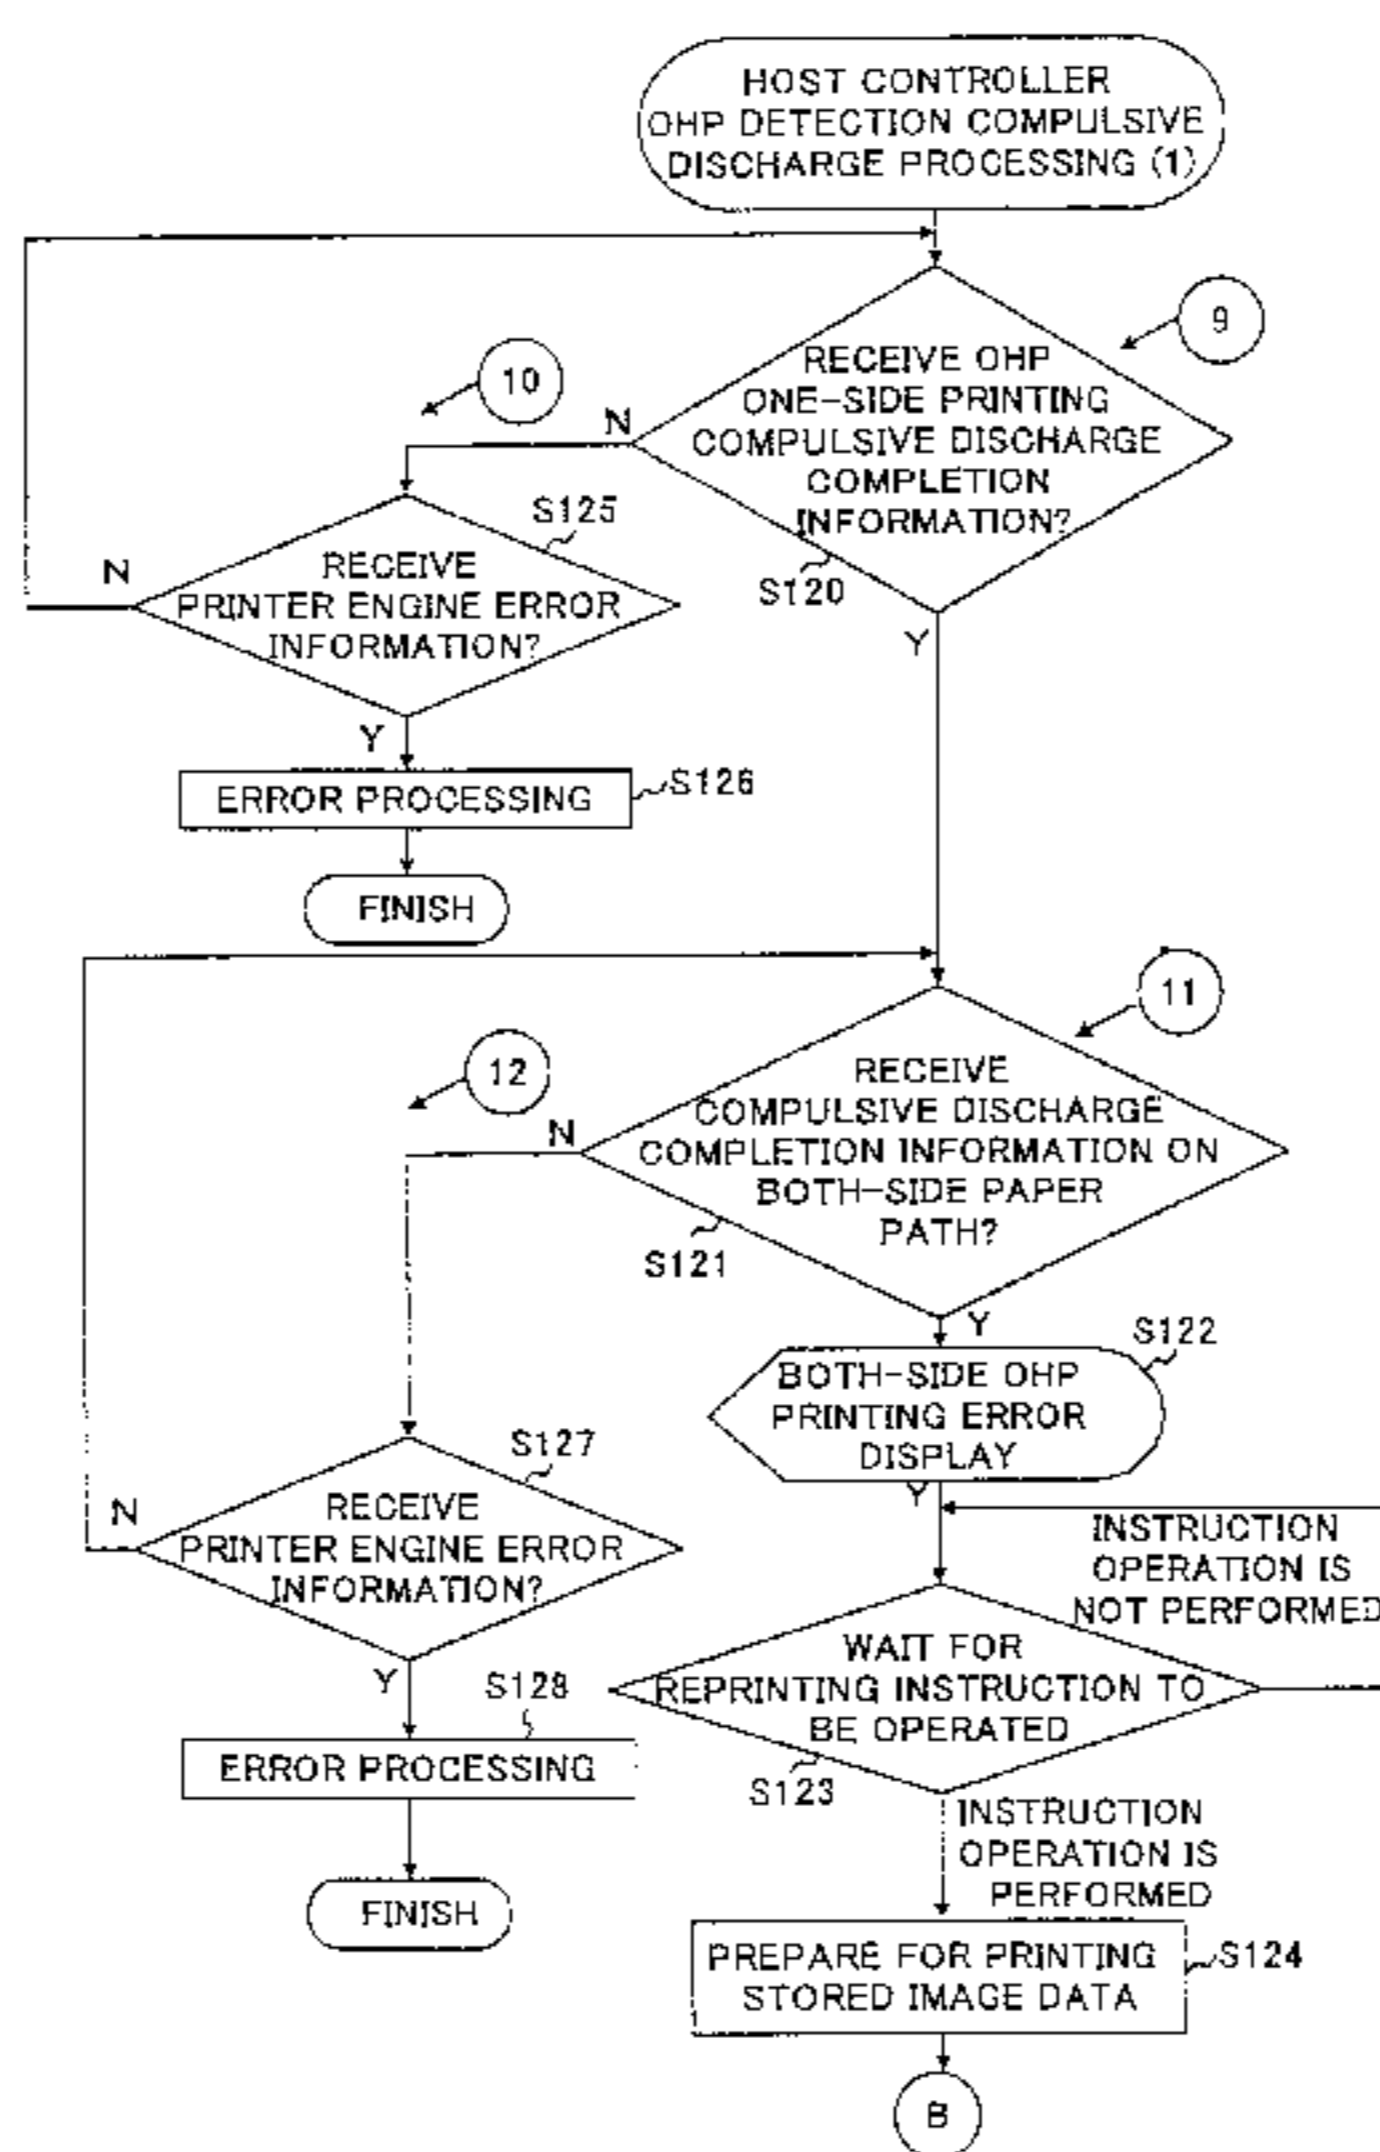 HOST CONTROLLER
OHP DETECTION COMPULSIVE
DISCHARGE PROCESSING (1)
9
RECEIVE OHP
ONE-SIDE PRINTING
COMPULSIVE DISCHARGE
COMPLETION
INFORMATION?
S120
N
Y
10
S125
RECEIVE
PRINTER ENGINE ERROR
INFORMATION?
N
Y
ERROR PROCESSING
S126
FINISH
11
RECEIVE
COMPULSIVE DISCHARGE
COMPLETION INFORMATION ON
BOTH-SIDE PAPER
PATH?
S121
N
Y
12
S122
BOTH-SIDE OHP
PRINTING ERROR
DISPLAY
Y
S127
RECEIVE
PRINTER ENGINE ERROR
INFORMATION?
N
Y
S128
ERROR PROCESSING
FINISH
INSTRUCTION
OPERATION IS
NOT PERFORMED
WAIT FOR
REPRINTING INSTRUCTION TO
BE OPERATED
S123
INSTRUCTION
OPERATION IS
PERFORMED
PREPARE FOR PRINTING
STORED IMAGE DATA
S124
B